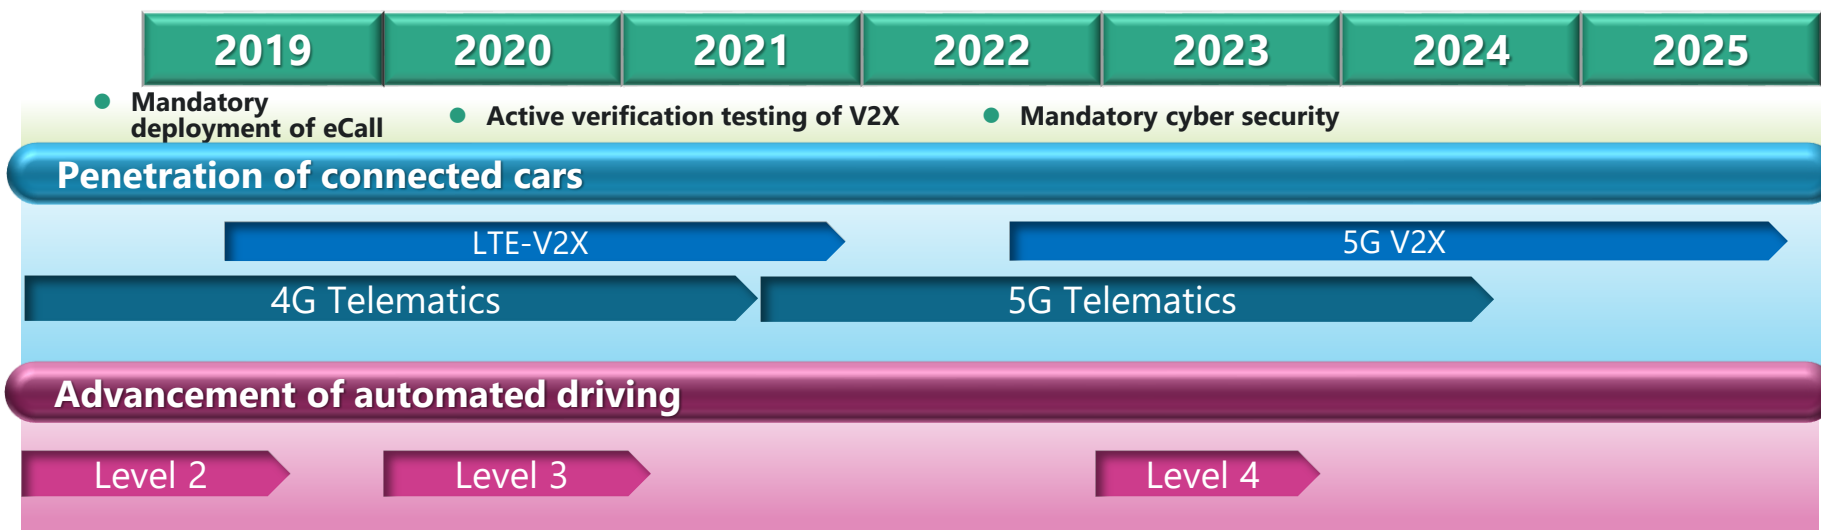 2019 2020 2021 2022 2023 2024 2025
● Mandatory
deployment of eCall
● Active verification testing of V2X
● Mandatory cyber security
Penetration of connected cars
LTE-V2X
5G V2X
4G Telematics
5G Telematics
Advancement of automated driving
Level 2
Level 3
Level 4